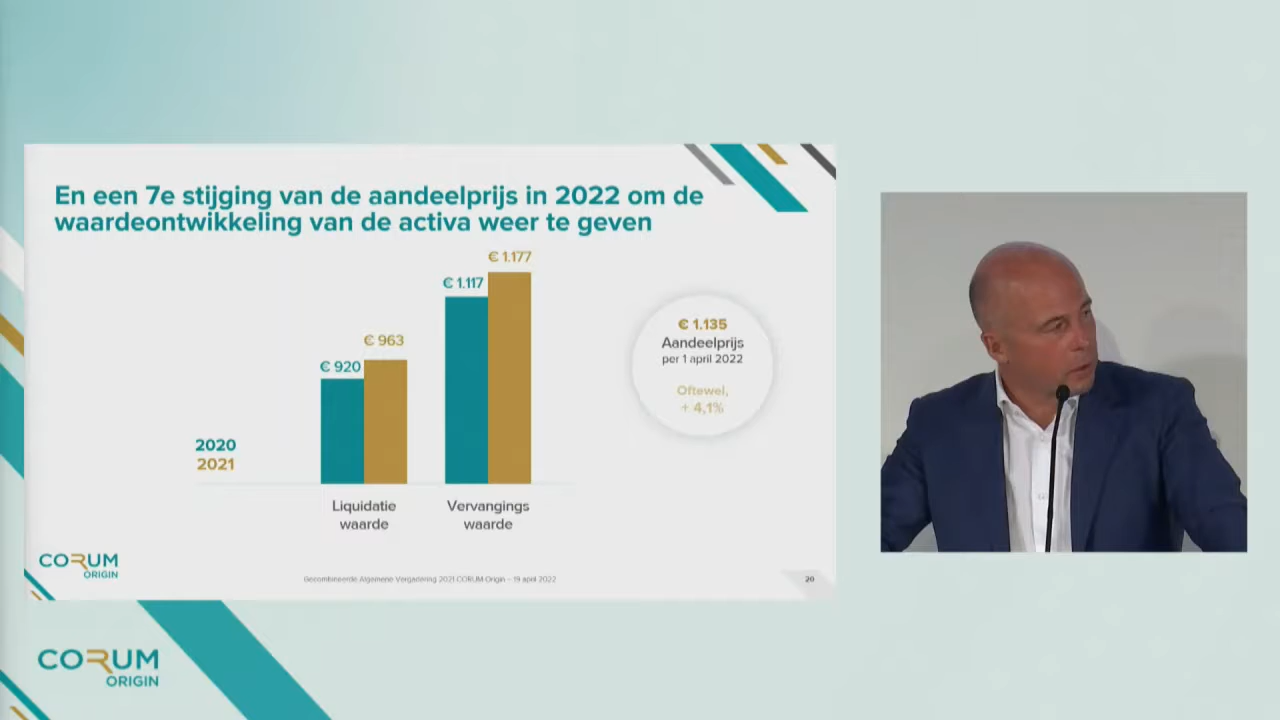 En een 7e stijging van de aandeelprijs in 2022 om de
waardeontwikkeling van de activa weer te geven
€ 920
€ 963
€ 1.117
€ 1.177
2020
2021
Liquidatie
waarde
Vervangings
waarde
€ 1.135
Aandeelprijs
per 1 april 2022
Oftewel,
+ 4,1%
CORUM
ORIGIN
Gecombineerde Algemene Vergadering 2021 CORUM Origin – 19 april 2022
20
CORUM
ORIGIN